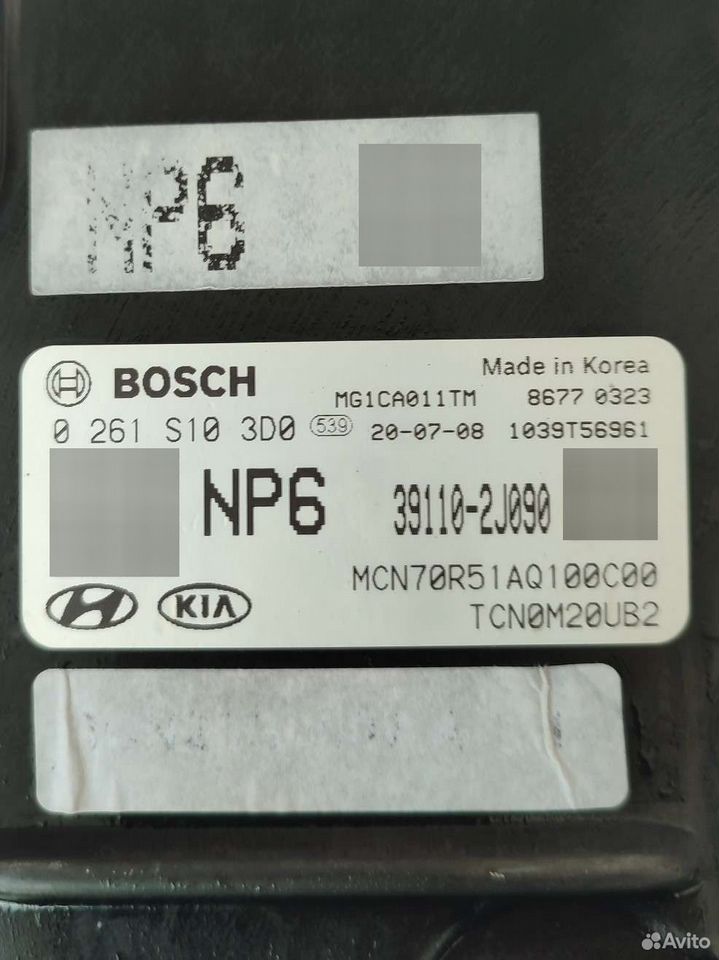 NP6
BOSCH
Made in Korea
MG1CA011TM 8677 0323
0 261 S10 3D0 539 20-07-08 1039T56961
NP6 39110-2J090
MCN70R51AQ100C00
KIA TCN0M20UB2
Avito